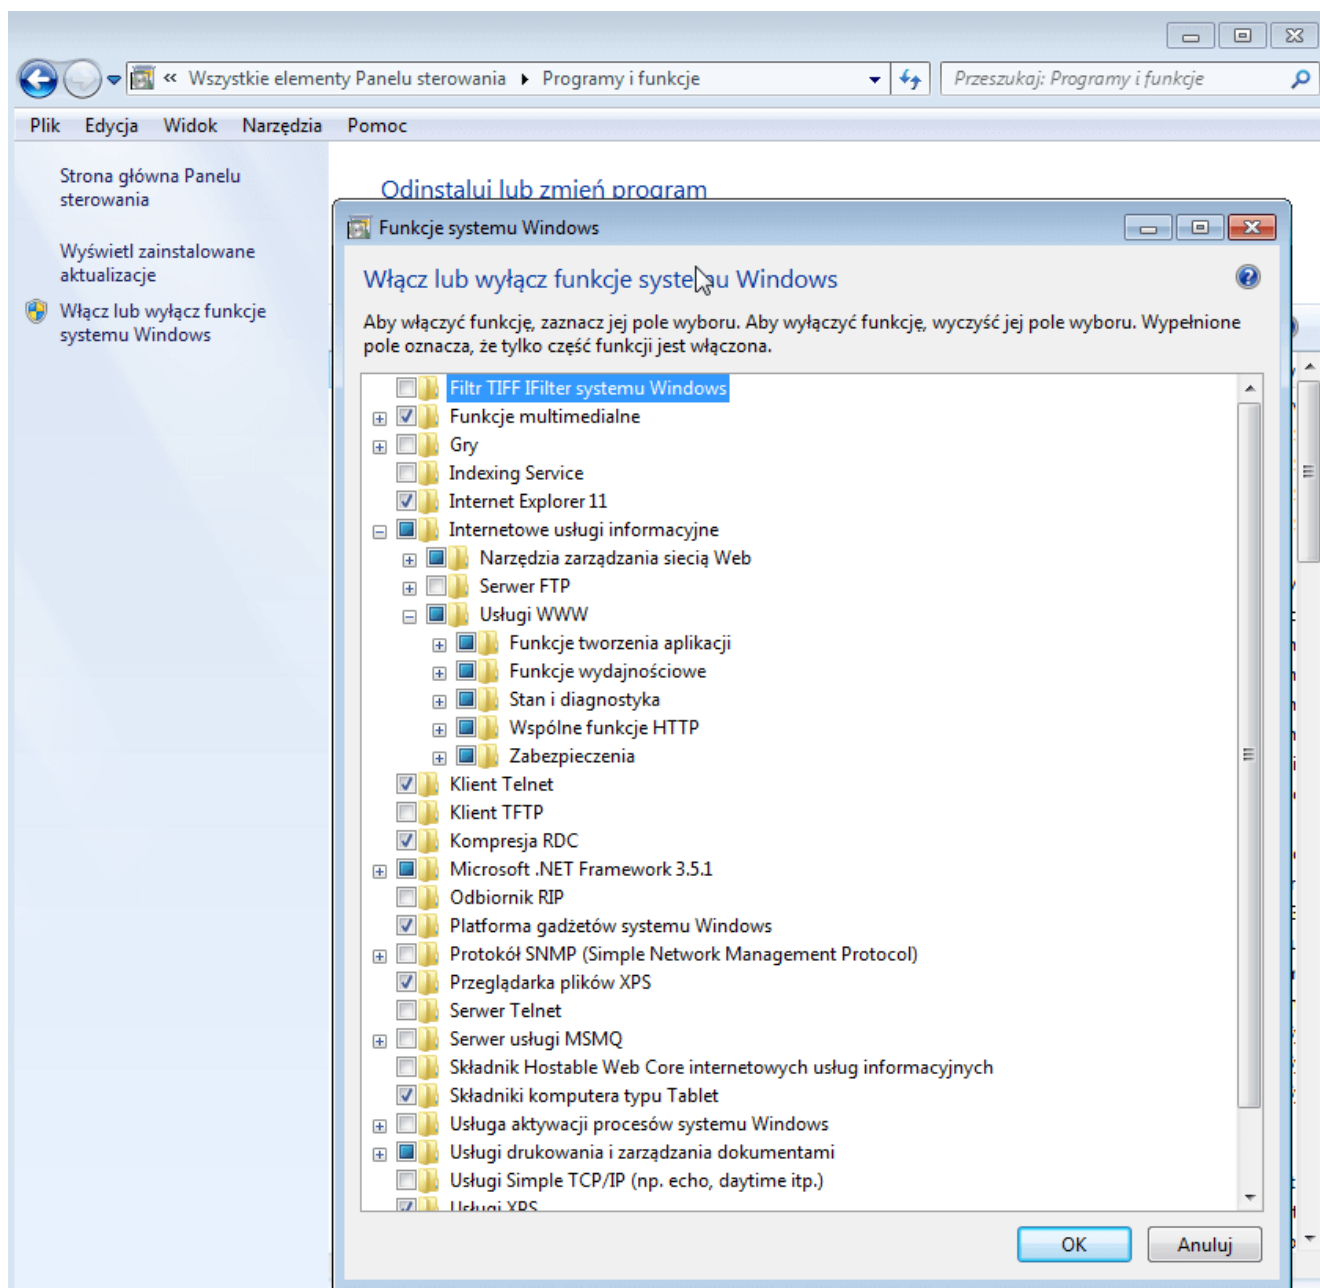 « Wszystkie elementy Panelu sterowania ▸ Programy i funkcje
Przeszukaj: Programy i funkcje
Plik Edycja Widok Narzędzia Pomoc
Strona główna Panelu
sterowania
Wyświetl zainstalowane
aktualizacje
Włącz lub wyłącz funkcje
systemu Windows
Odinstaluj lub zmień program
Funkcje systemu Windows
Włącz lub wyłącz funkcje systemu Windows
Aby włączyć funkcję, zaznacz jej pole wyboru. Aby wyłączyć funkcję, wyczyść jej pole wyboru. Wypełnione
pole oznacza, że tylko część funkcji jest włączona.
Filtr TIFF IFilter systemu Windows
Funkcje multimedialne
Gry
Indexing Service
Internet Explorer 11
Internetowe usługi informacyjne
Narzędzia zarządzania siecią Web
Serwer FTP
Usługi WWW
Funkcje tworzenia aplikacji
Funkcje wydajnościowe
Stan i diagnostyka
Wspólne funkcje HTTP
Zabezpieczenia
Klient Telnet
Klient TFTP
Kompresja RDC
Microsoft .NET Framework 3.5.1
Odbiornik RIP
Platforma gadżetów systemu Windows
Protokół SNMP (Simple Network Management Protocol)
Przeglądarka plików XPS
Serwer Telnet
Serwer usługi MSMQ
Składnik Hostable Web Core internetowych usług informacyjnych
Składniki komputera typu Tablet
Usługa aktywacji procesów systemu Windows
Usługi drukowania i zarządzania dokumentami
Usługi Simple TCP/IP (np. echo, daytime itp.)
Usługi XPS
OK Anuluj